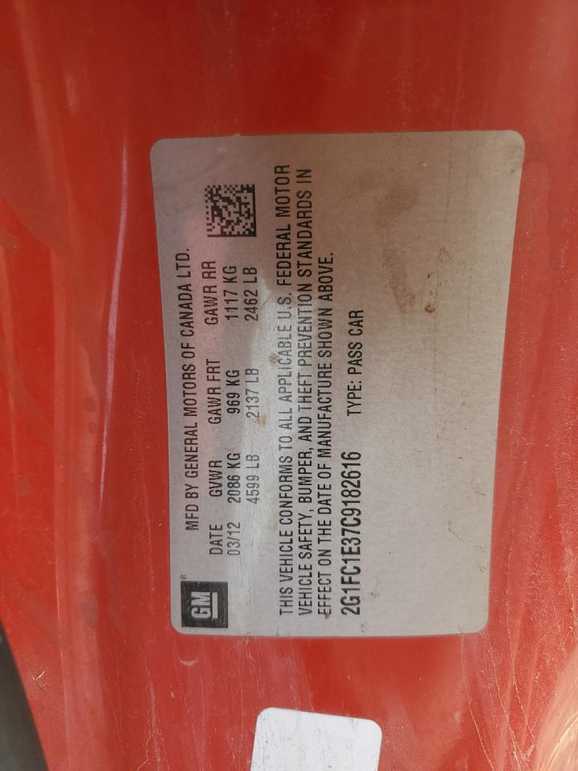 GM®
MFD BY GENERAL MOTORS OF CANADA LTD.
DATE GVWR GAWR FRT GAWR RR
03/12 2086 KG 969 KG 1117 KG
4599 LB 2137 LB 2462 LB
THIS VEHICLE CONFORMS TO ALL APPLICABLE U.S. FEDERAL MOTOR
VEHICLE SAFETY, BUMPER, AND THEFT PREVENTION STANDARDS IN
EFFECT ON THE DATE OF MANUFACTURE SHOWN ABOVE.
2G1FC1E37C9182616 TYPE: PASS CAR